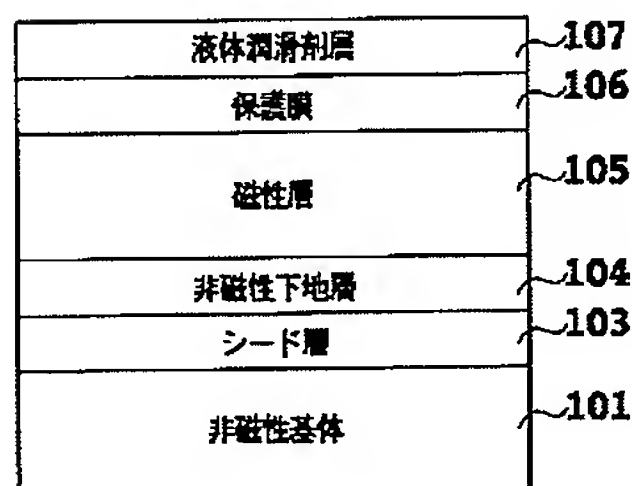 液体潤滑剤層 107
保護膜 106
磁性層 105
非磁性下地層 104
シード層 103
非磁性基体 101